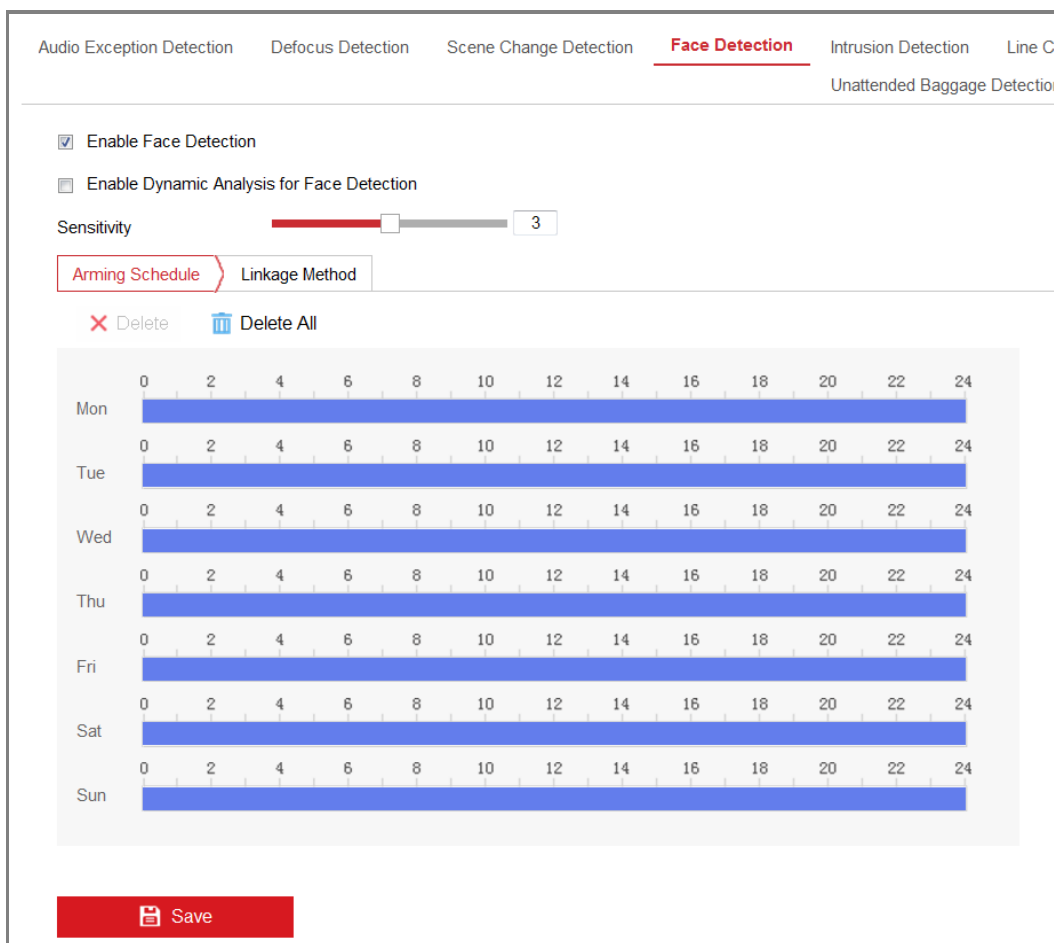 Audio Exception Detection Defocus Detection Scene Change Detection Face Detection Intrusion Detection Line C
Unattended Baggage Detection
Enable Face Detection
Enable Dynamic Analysis for Face Detection
Sensitivity 3
Arming Schedule Linkage Method
Delete Delete All
0 2 4 6 8 10 12 14 16 18 20 22 24
Mon
0 2 4 6 8 10 12 14 16 18 20 22 24
Tue
0 2 4 6 8 10 12 14 16 18 20 22 24
Wed
0 2 4 6 8 10 12 14 16 18 20 22 24
Thu
0 2 4 6 8 10 12 14 16 18 20 22 24
Fri
0 2 4 6 8 10 12 14 16 18 20 22 24
Sat
0 2 4 6 8 10 12 14 16 18 20 22 24
Sun
Save